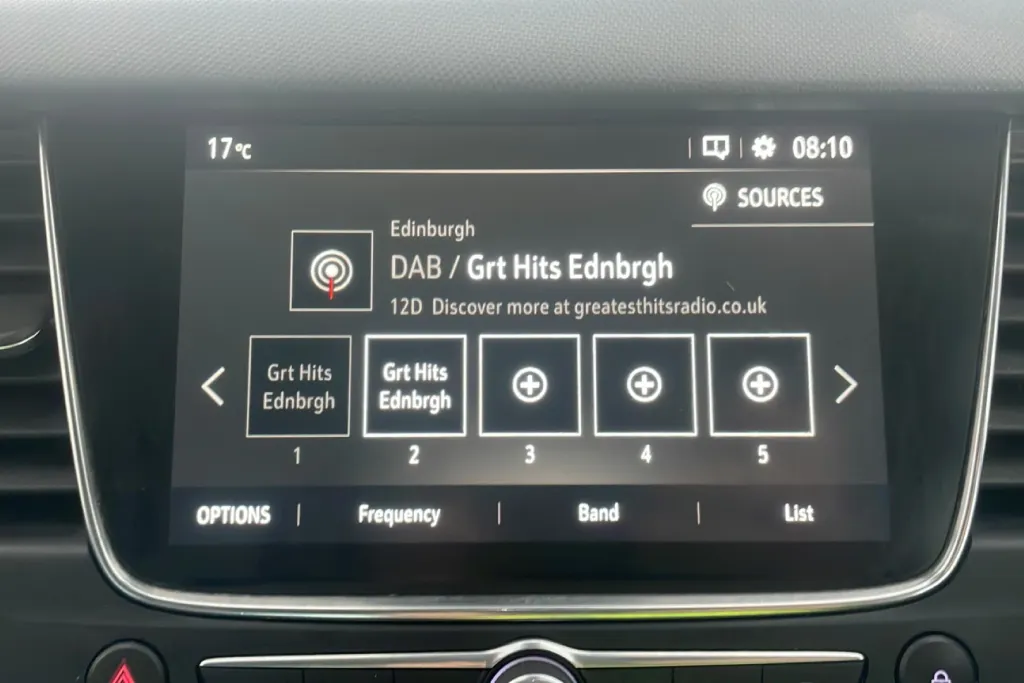 17°C
08:10
SOURCES
Edinburgh
DAB / Grt Hits Ednbrgh
12D Discover more at greatesthitsradio.co.uk
Grt Hits
Ednbrgh
Grt Hits
Ednbrgh
1 2 3 4 5
OPTIONS | Frequency | Band | List